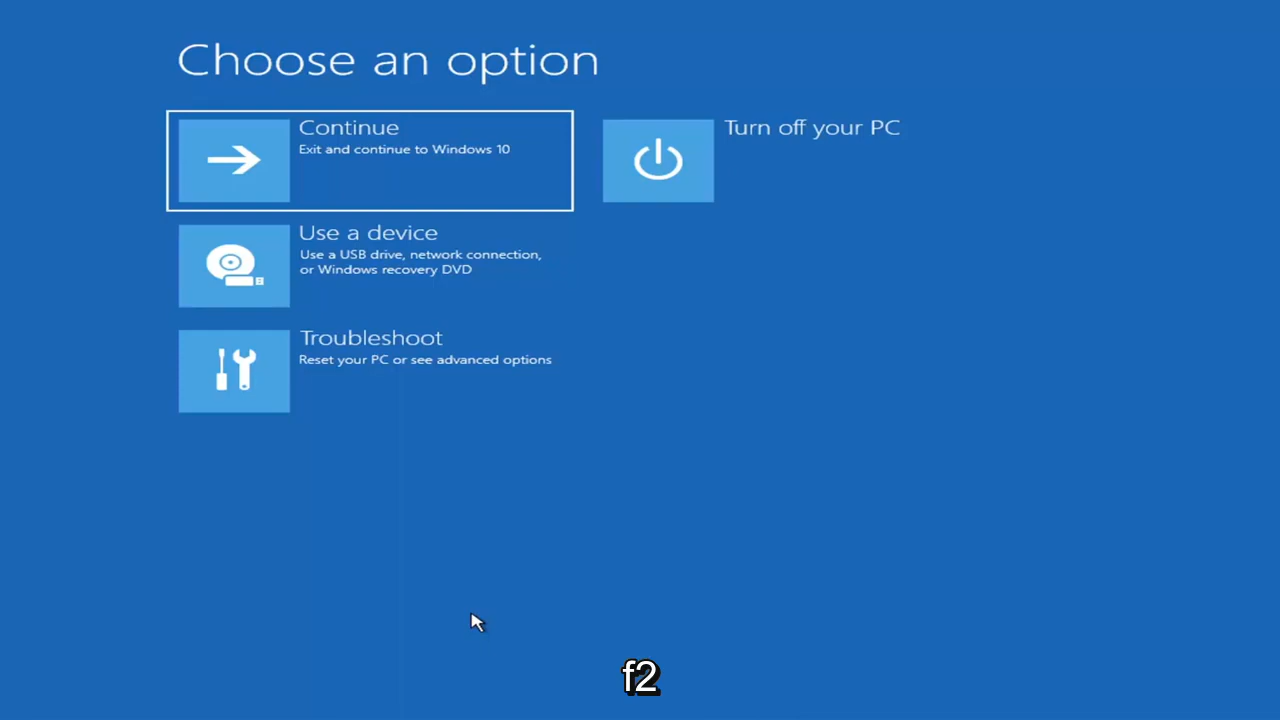 Choose an option
Continue
Exit and continue to Windows 10
Turn off your PC
Use a device
Use a USB drive, network connection,
or Windows recovery DVD
Troubleshoot
Reset your PC or see advanced options
f2